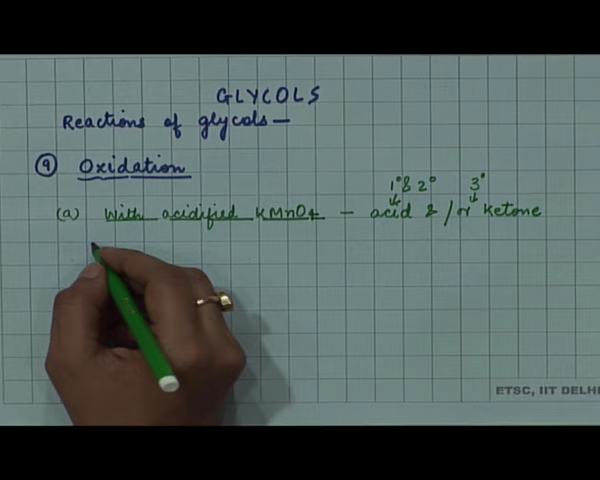 GLYCOLS
Reactions of glycols—
⑨ Oxidation
1° & 2° 3°
(a) With acidified KMnO4 - acid & / or ketone
ETSC, IIT DELHI